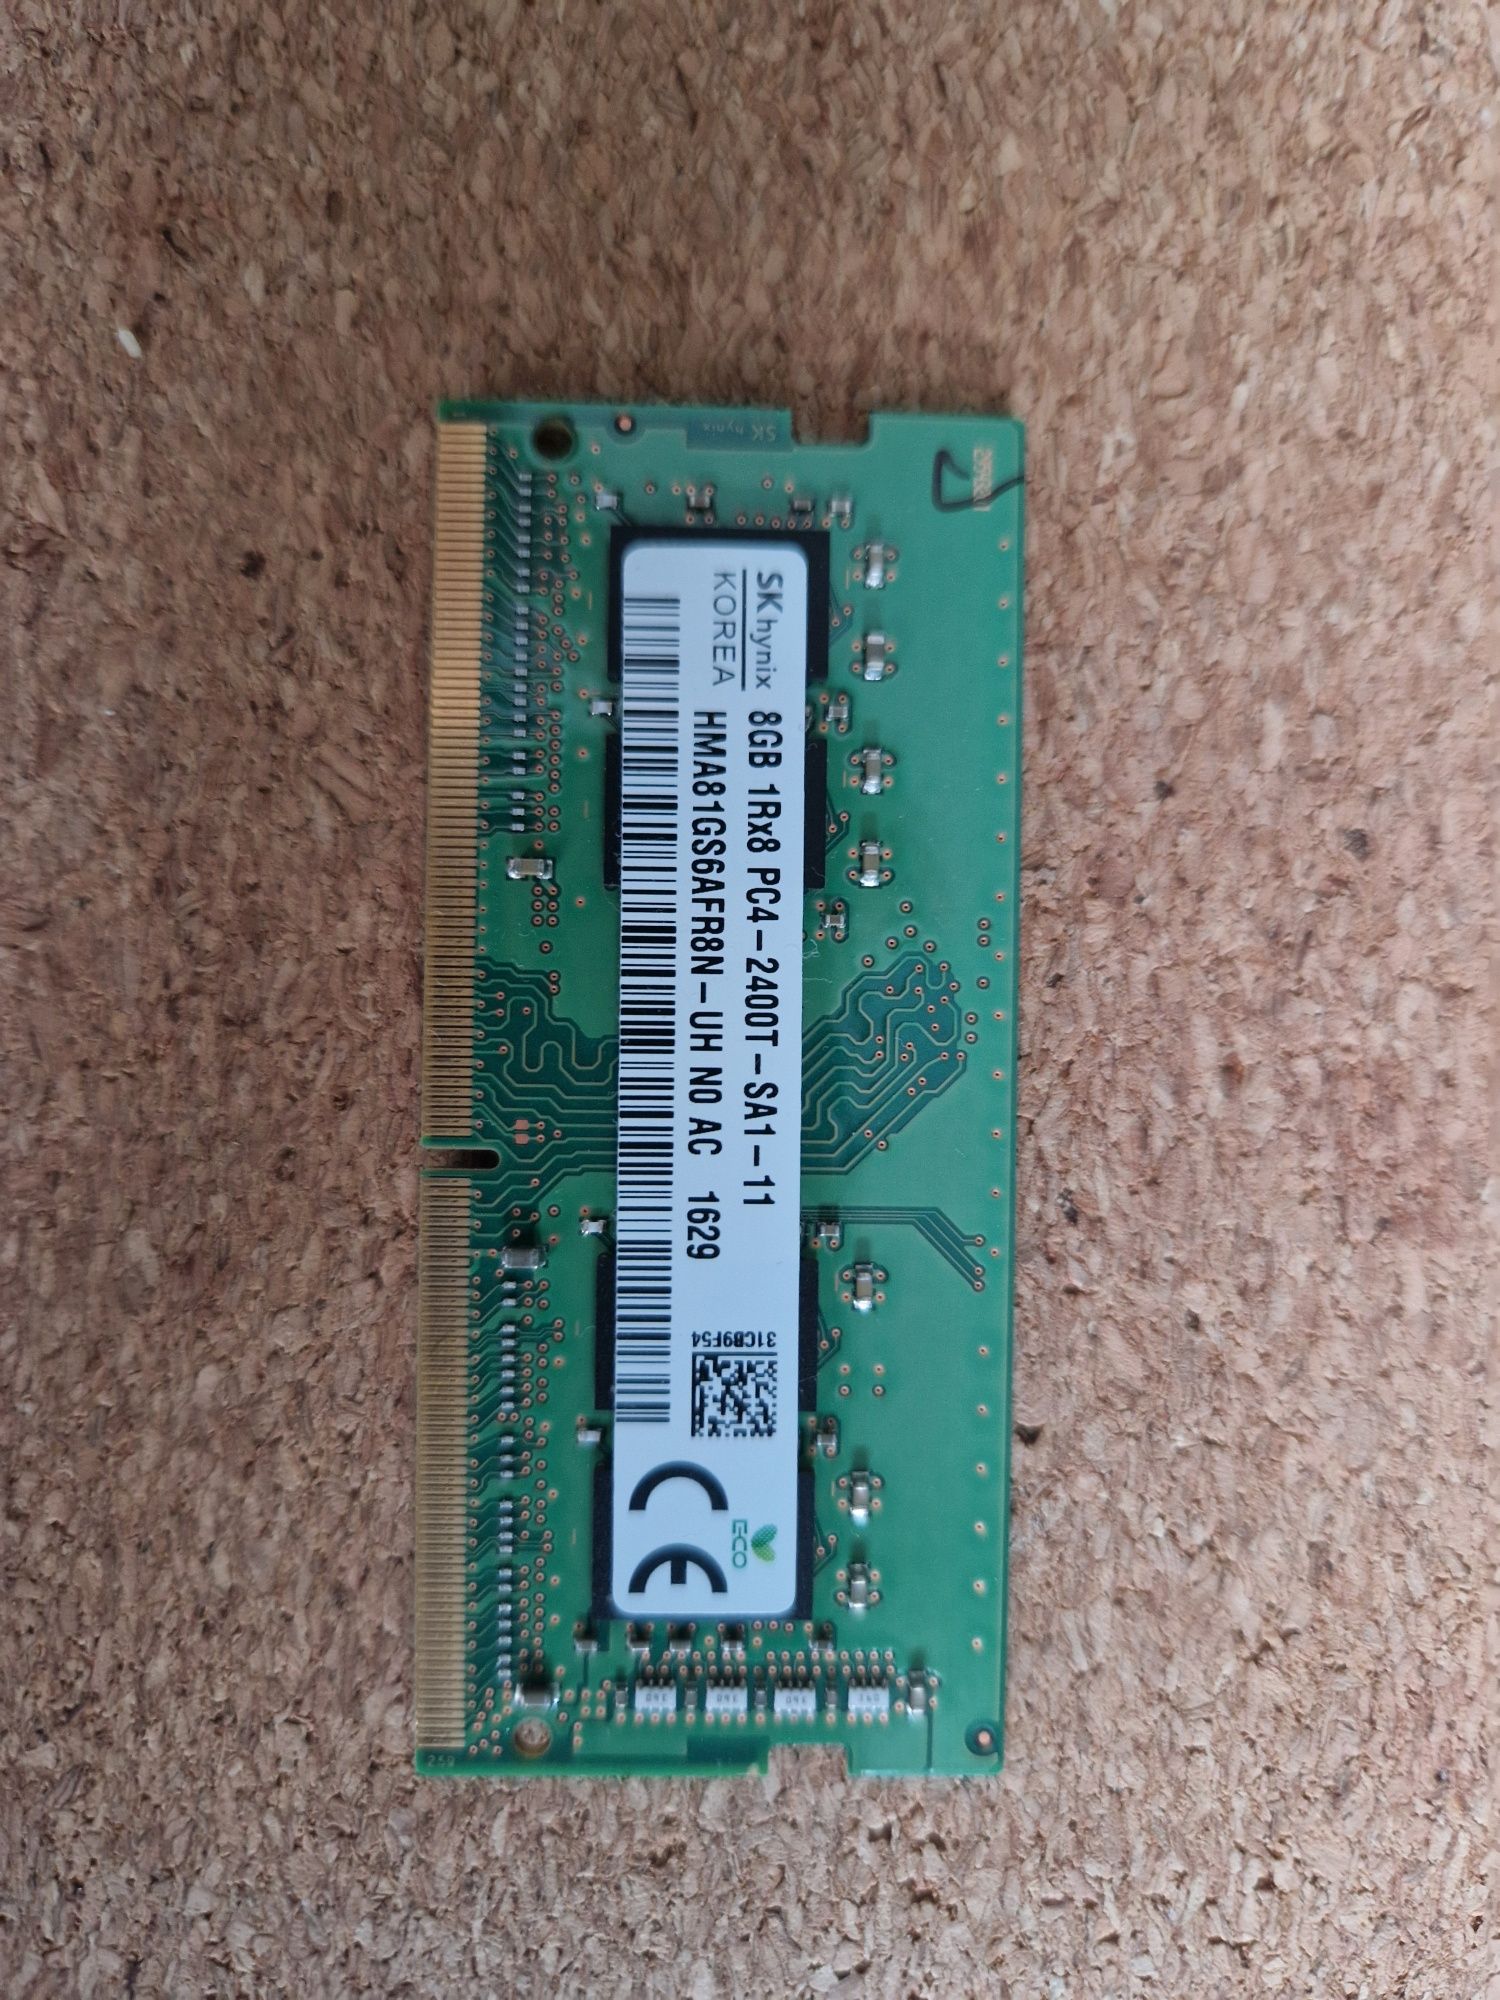 SK hynix
KOREA
8GB 1Rx8 PC4-2400T-SA1-11
HMA81GS6AFR8N-UH N0 AC 1629
31CB9F54
CE
ECO
SK hynix
259